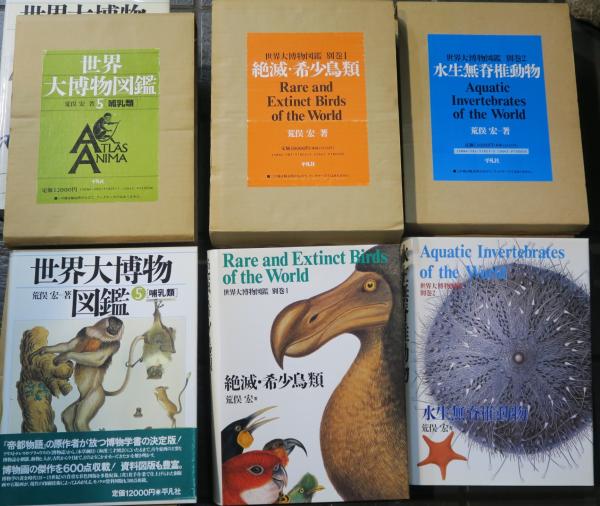 世界大博物
世界
大博物図鑑
荒俣 宏 著 5 [哺乳類]
ATLAS
ANIMA
平凡社
定価12000円
世界大博物図鑑 別巻1
絶滅・希少鳥類
Rare and
Extinct Birds
of the World
荒俣 宏—著
平凡社
世界大博物図鑑 別巻2
水生無脊椎動物
Aquatic
Invertebrates
of the World
荒俣 宏—著
平凡社
世界大博物
図鑑
荒俣 宏—著
5 [哺乳類]
『帝都物語』の原作者が放つ博物学書の決定版!
博物画の傑作を600点収載! 資料図版も豊富。
定価12000円 平凡社
Rare and Extinct Birds
of the World
世界大博物図鑑 別巻1
絶滅・希少鳥類
荒俣 宏著
Aquatic Invertebrates
of the World
世界大博物図鑑
別巻2
水生無脊椎動物
荒俣 宏著